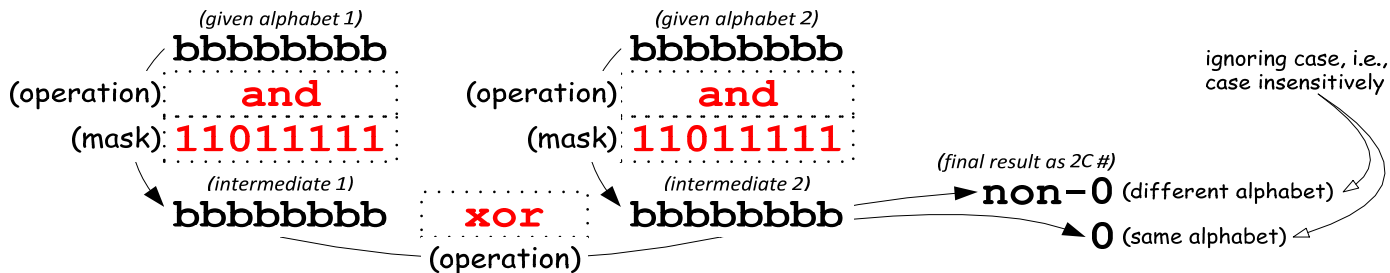 (given alphabet 1) (given alphabet 2)
bbbbbbbb bbbbbbbb
ignoring case, i.e.,
case insensitively
(operation) and (operation) and
(mask) 11011111 (mask) 11011111
(intermediate 1) (intermediate 2) (final result as 2C #)
bbbbbbbb xor bbbbbbbb non-0 (different alphabet)
0 (same alphabet)
(operation)